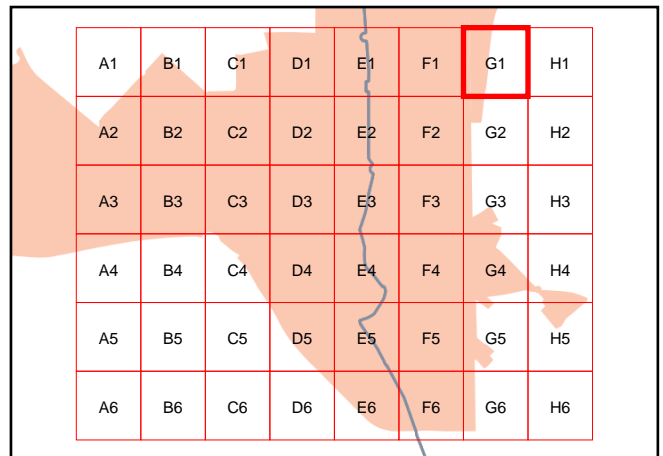 A1 B1 C1 D1 E1 F1 G1 H1
A2 B2 C2 D2 E2 F2 G2 H2
A3 B3 C3 D3 E3 F3 G3 H3
A4 B4 C4 D4 E4 F4 G4 H4
A5 B5 C5 D5 E5 F5 G5 H5
A6 B6 C6 D6 E6 F6 G6 H6